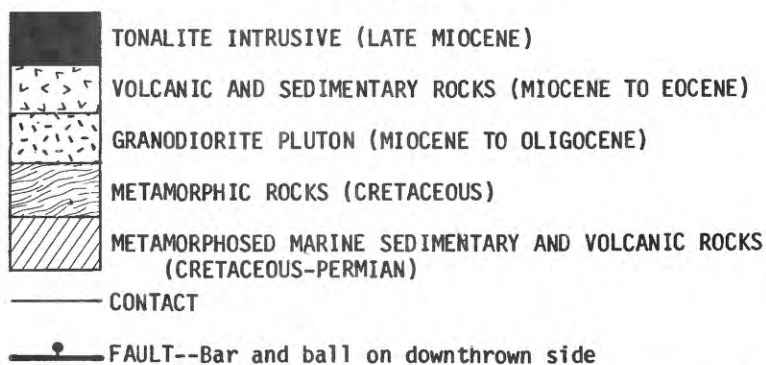 TONALITE INTRUSIVE (LATE MIOCENE)
VOLCANIC AND SEDIMENTARY ROCKS (MIOCENE TO EOCENE)
GRANODIORITE PLUTON (MIOCENE TO OLIGOCENE)
METAMORPHIC ROCKS (CRETACEOUS)
METAMORPHOSED MARINE SEDIMENTARY AND VOLCANIC ROCKS
(CRETACEOUS-PERMIAN)
CONTACT
FAULT--Bar and ball on downthrown side